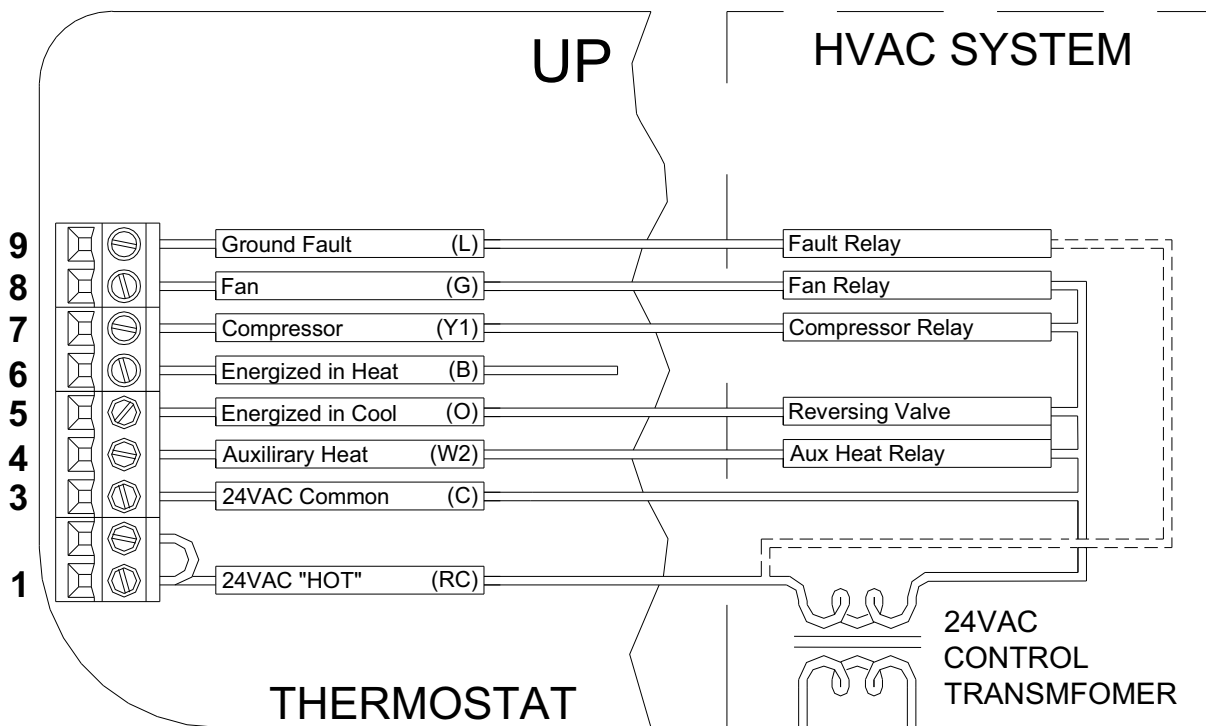 UP
HVAC SYSTEM
9 Ground Fault (L) Fault Relay
8 Fan (G) Fan Relay
7 Compressor (Y1) Compressor Relay
6 Energized in Heat (B)
5 Energized in Cool (O) Reversing Valve
4 Auxilirary Heat (W2) Aux Heat Relay
3 24VAC Common (C)
1 24VAC "HOT" (RC)
24VAC
CONTROL
TRANSMFOMER
THERMOSTAT